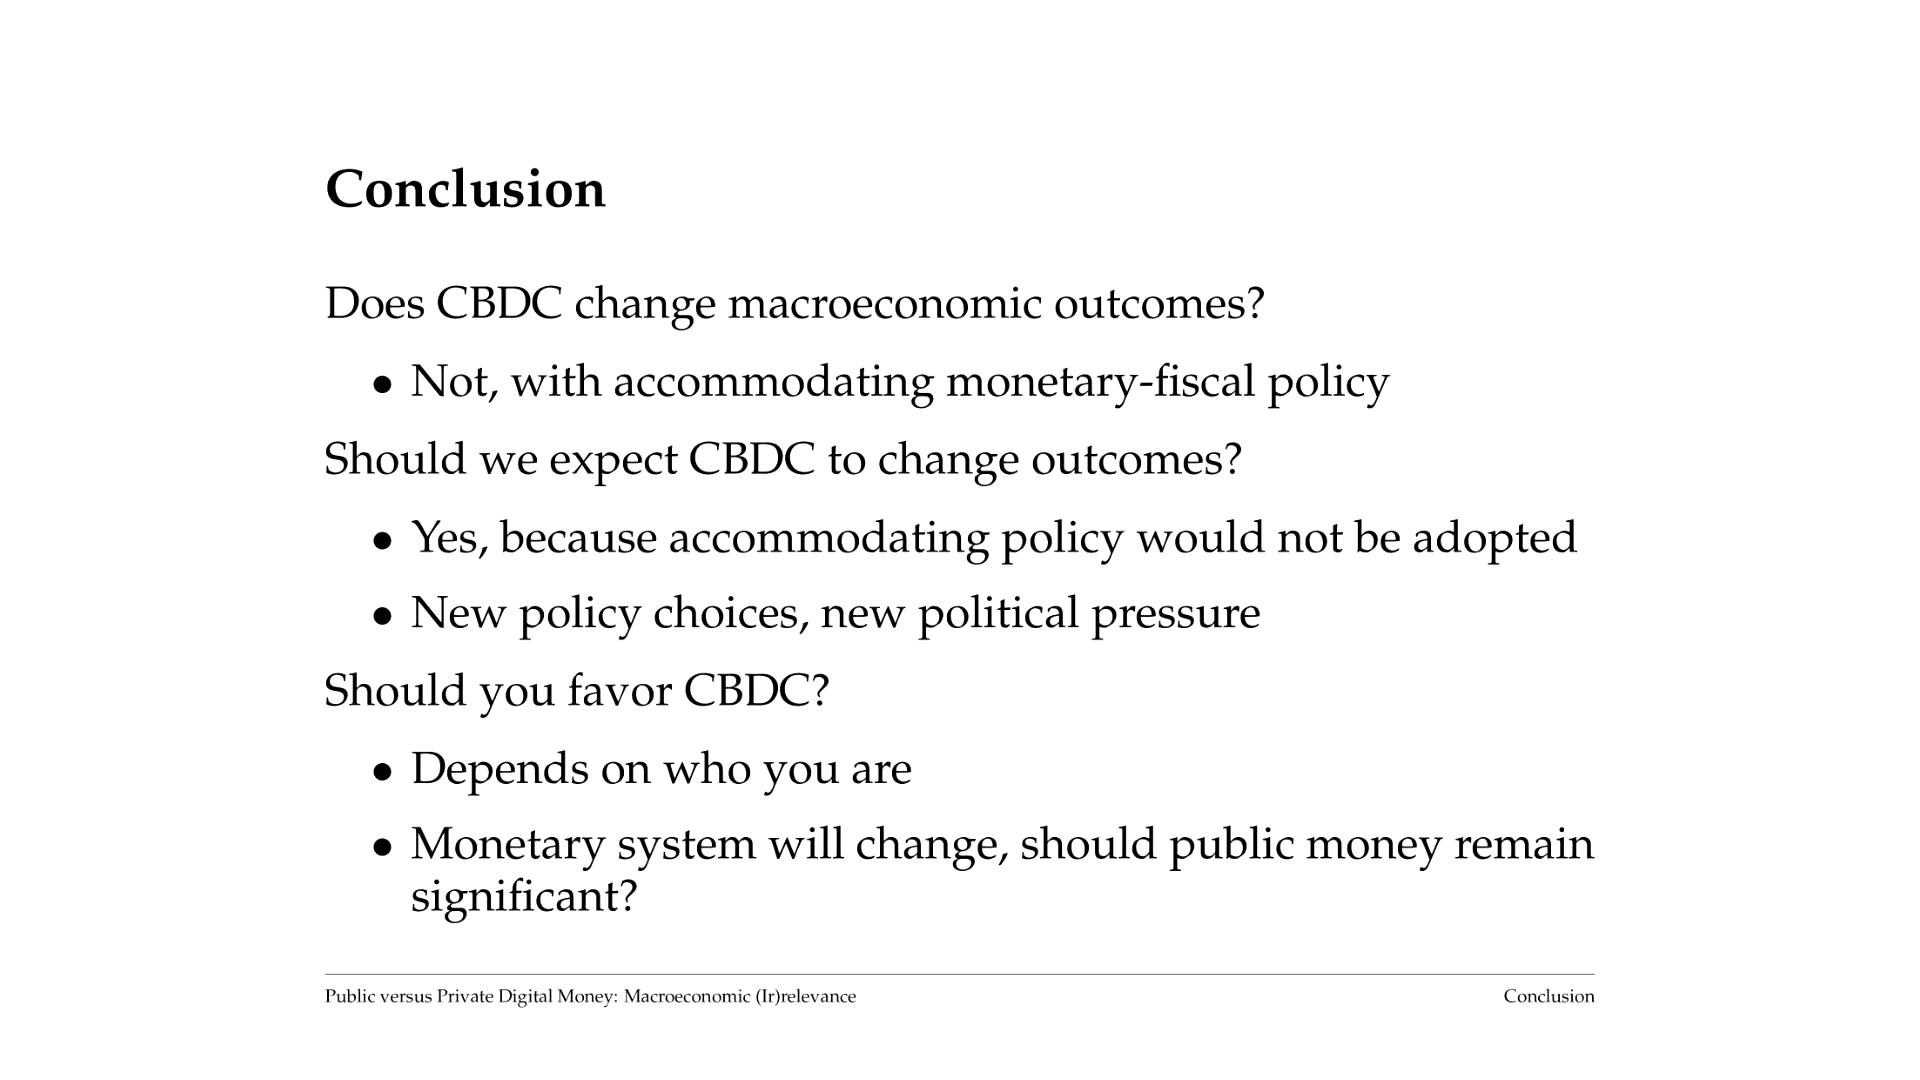 Conclusion
Does CBDC change macroeconomic outcomes?
• Not, with accommodating monetary-fiscal policy
Should we expect CBDC to change outcomes?
• Yes, because accommodating policy would not be adopted
• New policy choices, new political pressure
Should you favor CBDC?
• Depends on who you are
• Monetary system will change, should public money remain
significant?
Public versus Private Digital Money: Macroeconomic (Ir)relevance
Conclusion